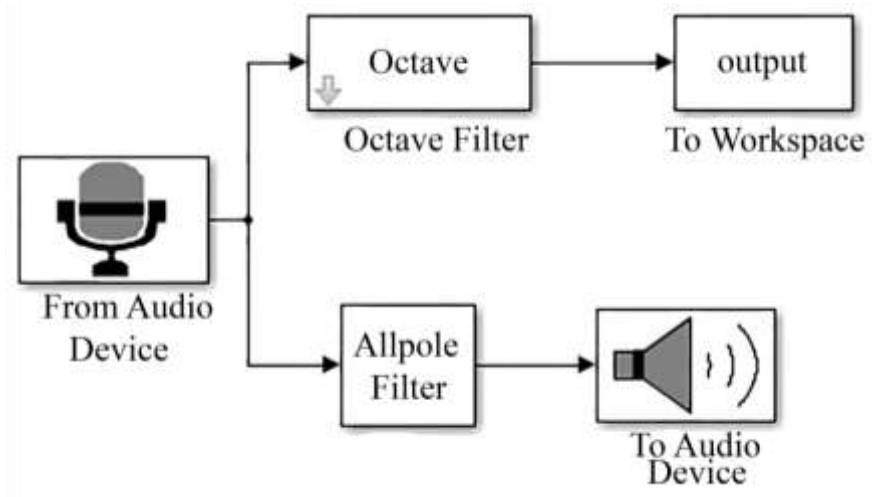 Octave
Octave Filter
output
To Workspace
From Audio
Device
Allpole
Filter
To Audio
Device